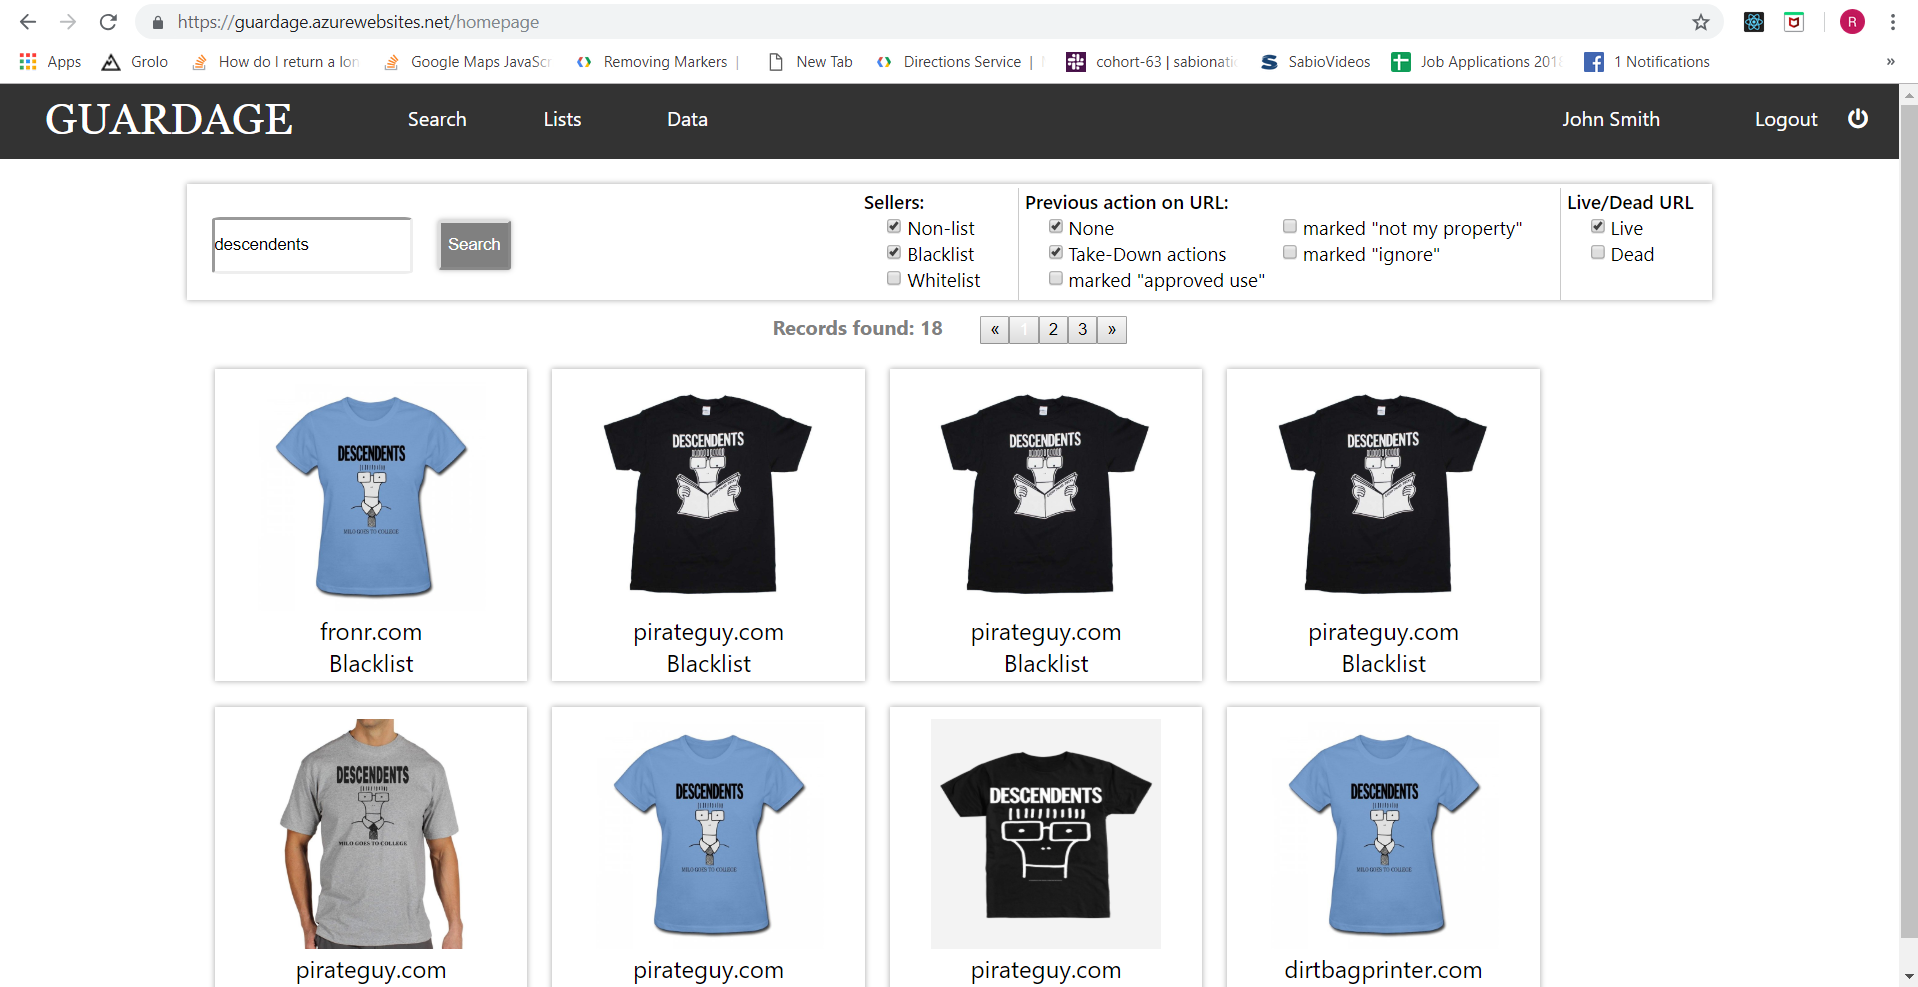 https://guardage.azurewebsites.net/homepage
R
Apps Grolo How do I return a lon Google Maps JavaScr Removing Markers | New Tab Directions Service | cohort-63 | sabionati SabioVideos Job Applications 2018 1 Notifications »
GUARDAGE Search Lists Data John Smith Logout
descendents Search
Sellers:
Non-list
Blacklist
Whitelist
Previous action on URL:
None
Take-Down actions
marked "approved use"
marked "not my property"
marked "ignore"
Live/Dead URL
Live
Dead
Records found: 18 « 1 2 3 »
DESCENDENTS
MILO GOES TO COLLEGE
fronr.com
Blacklist
DESCENDENTS
pirateguy.com
Blacklist
DESCENDENTS
pirateguy.com
Blacklist
DESCENDENTS
pirateguy.com
Blacklist
DESCENDENTS
MILO GOES TO COLLEGE
pirateguy.com
DESCENDENTS
MILO GOES TO COLLEGE
pirateguy.com
DESCENDENTS
pirateguy.com
DESCENDENTS
MILO GOES TO COLLEGE
dirtbagprinter.com